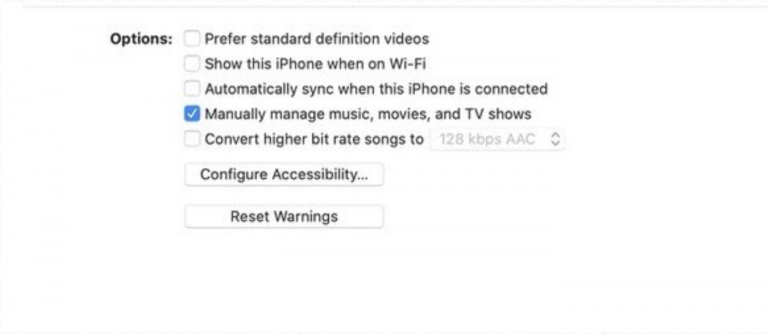 Options: Prefer standard definition videos
Show this iPhone when on Wi-Fi
Automatically sync when this iPhone is connected
Manually manage music, movies, and TV shows
Convert higher bit rate songs to 128 kbps AAC
Configure Accessibility...
Reset Warnings